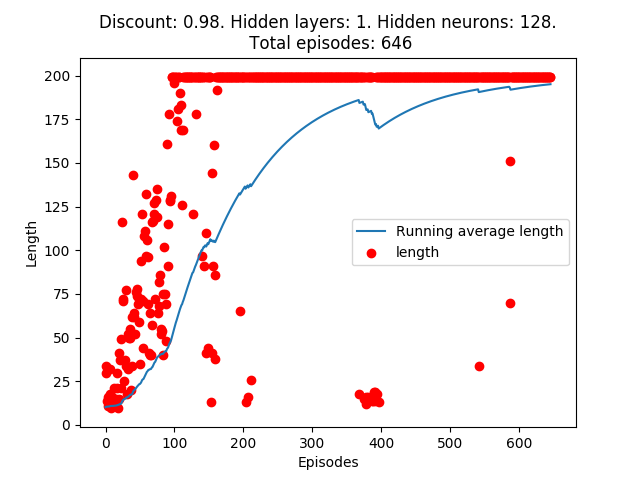 Discount: 0.98. Hidden layers: 1. Hidden neurons: 128.
Total episodes: 646
200
175
150
125
100
75
50
25
0
Length
Running average length
length
0 100 200 300 400 500 600
Episodes